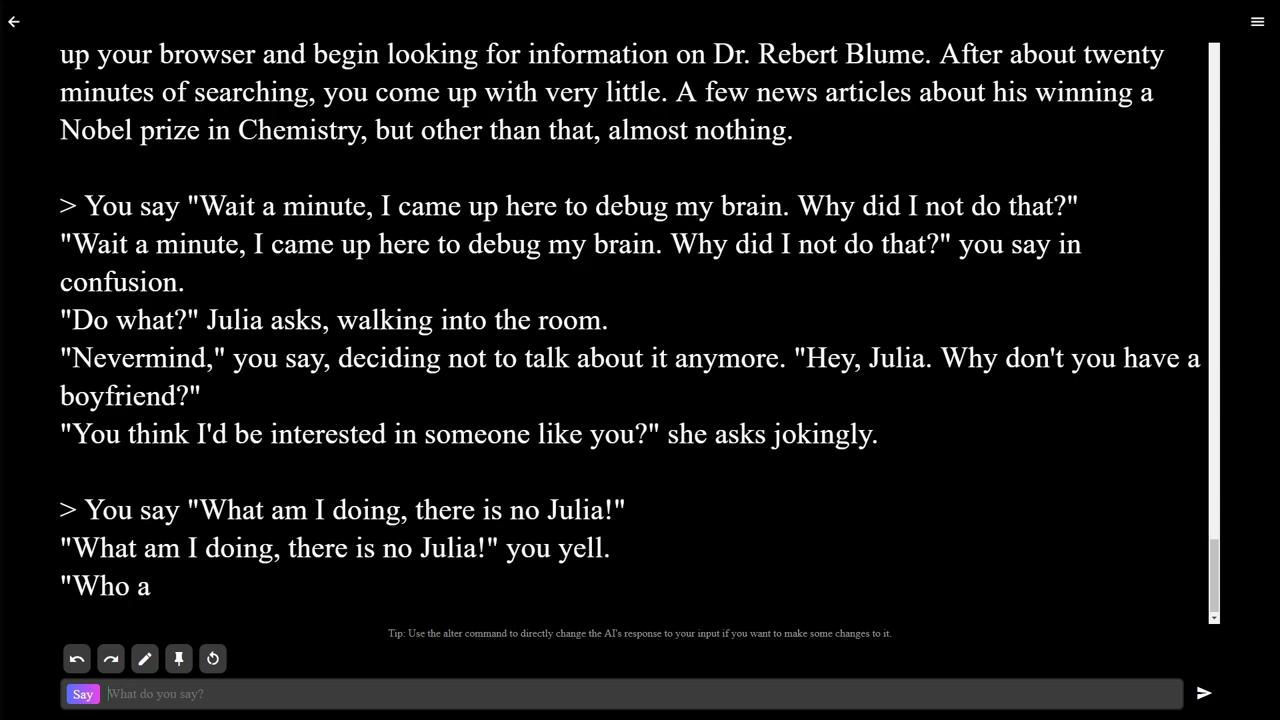 up your browser and begin looking for information on Dr. Rebert Blume. After about twenty
minutes of searching, you come up with very little. A few news articles about his winning a
Nobel prize in Chemistry, but other than that, almost nothing.
> You say "Wait a minute, I came up here to debug my brain. Why did I not do that?"
"Wait a minute, I came up here to debug my brain. Why did I not do that?" you say in
confusion.
"Do what?" Julia asks, walking into the room.
"Nevermind," you say, deciding not to talk about it anymore. "Hey, Julia. Why don't you have a
boyfriend?"
"You think I'd be interested in someone like you?" she asks jokingly.
> You say "What am I doing, there is no Julia!"
"What am I doing, there is no Julia!" you yell.
"Who a
Tip: Use the alter command to directly change the AI's response to your input if you want to make some changes to it.
Say What do you say?